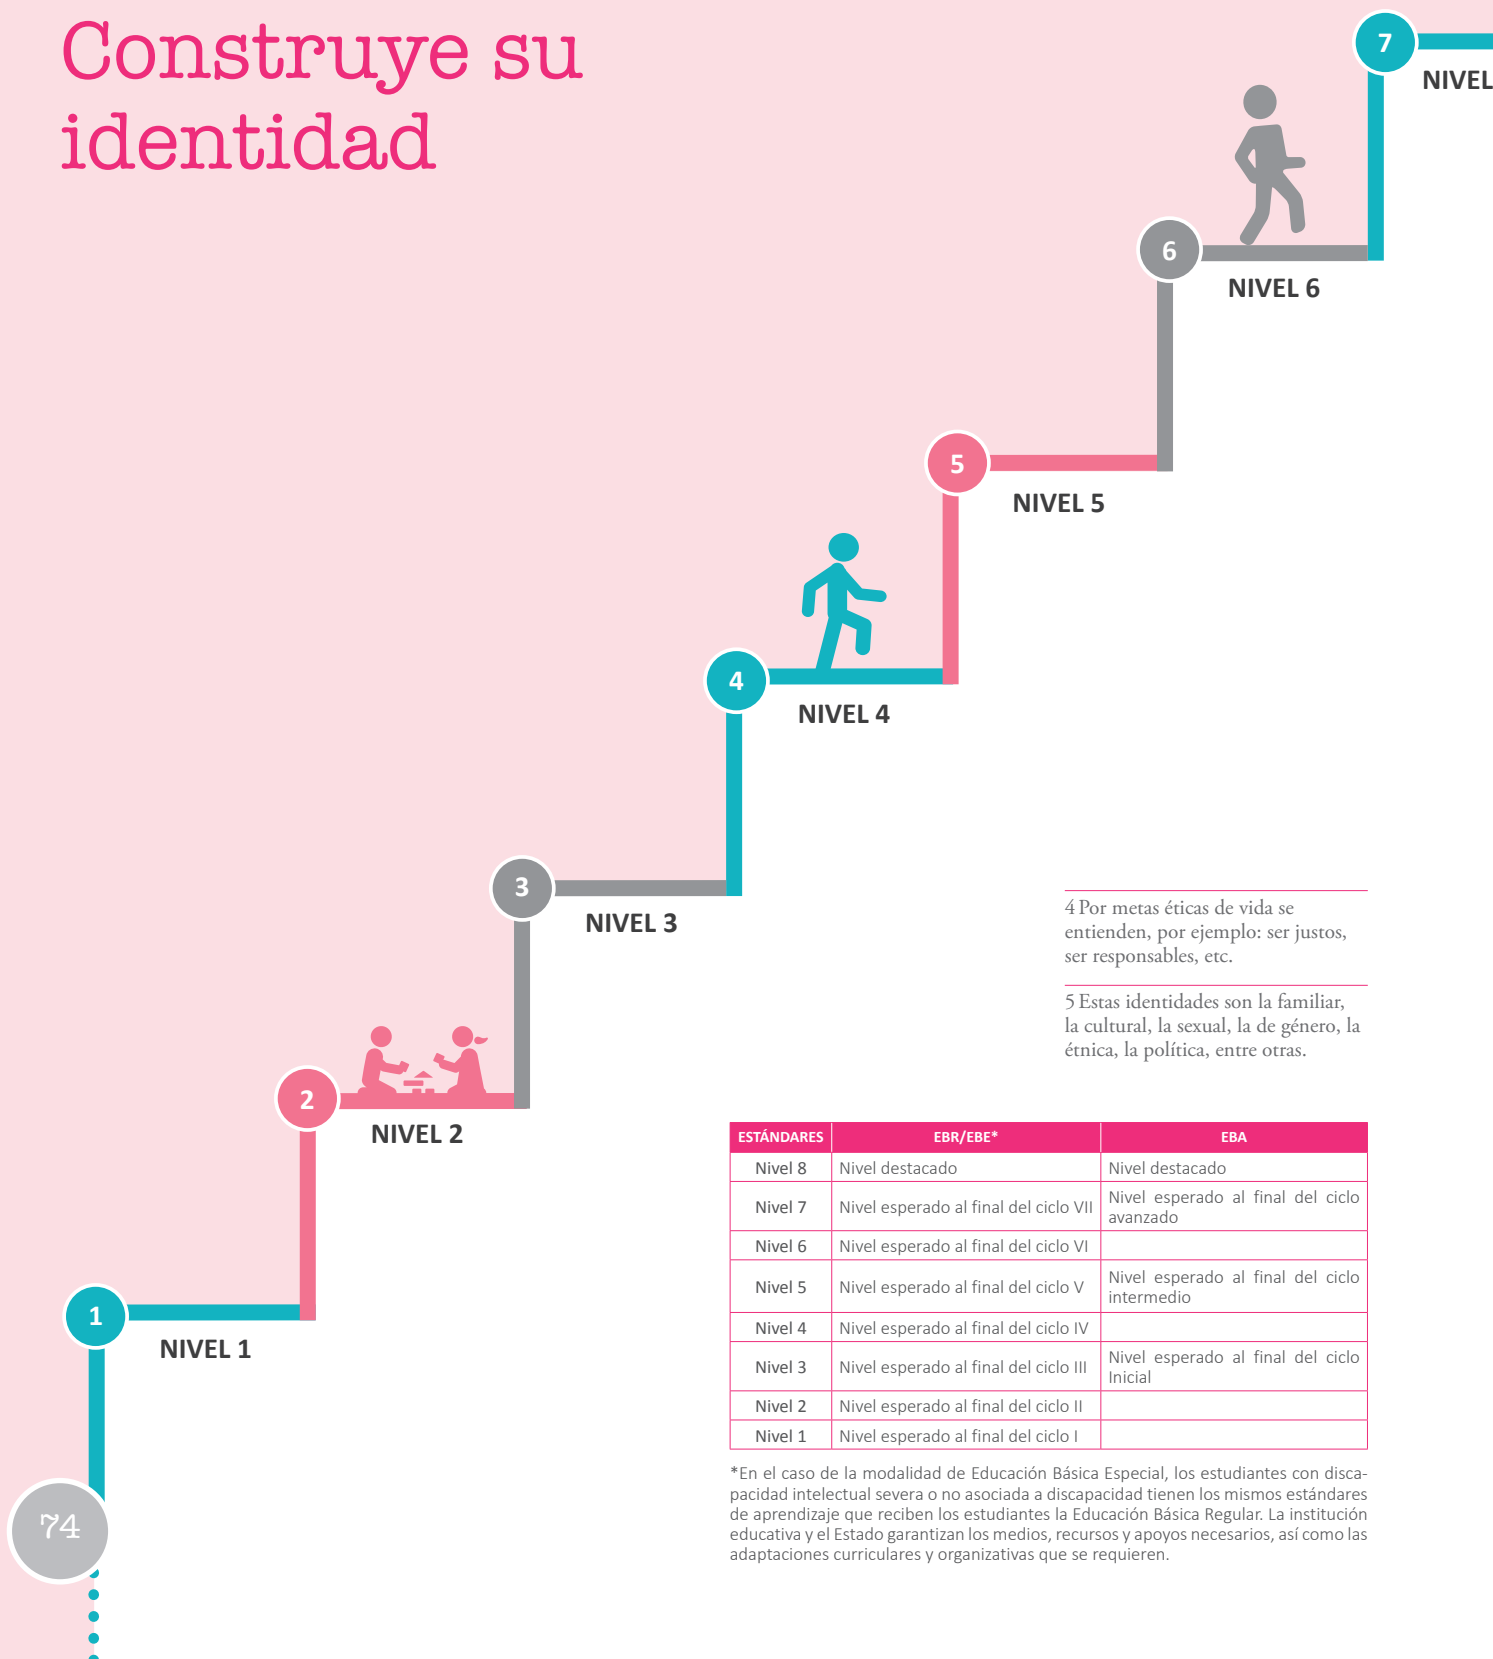 Construye su
identidad
7
NIVEL
6
NIVEL 6
5
NIVEL 5
4
NIVEL 4
3
NIVEL 3
2
NIVEL 2
1
NIVEL 1
4 Por metas éticas de vida se
entienden, por ejemplo: ser justos,
ser responsables, etc.
5 Estas identidades son la familiar,
la cultural, la sexual, la de género, la
étnica, la política, entre otras.
ESTÁNDARES EBR/EBE* EBA
Nivel 8 Nivel destacado Nivel destacado
Nivel 7 Nivel esperado al final del ciclo VII Nivel esperado al final del ciclo
avanzado
Nivel 6 Nivel esperado al final del ciclo VI
Nivel 5 Nivel esperado al final del ciclo V Nivel esperado al final del ciclo
intermedio
Nivel 4 Nivel esperado al final del ciclo IV
Nivel 3 Nivel esperado al final del ciclo III Nivel esperado al final del ciclo
Inicial
Nivel 2 Nivel esperado al final del ciclo II
Nivel 1 Nivel esperado al final del ciclo I
*En el caso de la modalidad de Educación Básica Especial, los estudiantes con disca-
pacidad intelectual severa o no asociada a discapacidad tienen los mismos estándares
de aprendizaje que reciben los estudiantes la Educación Básica Regular. La institución
educativa y el Estado garantizan los medios, recursos y apoyos necesarios, así como las
adaptaciones curriculares y organizativas que se requieren.
74